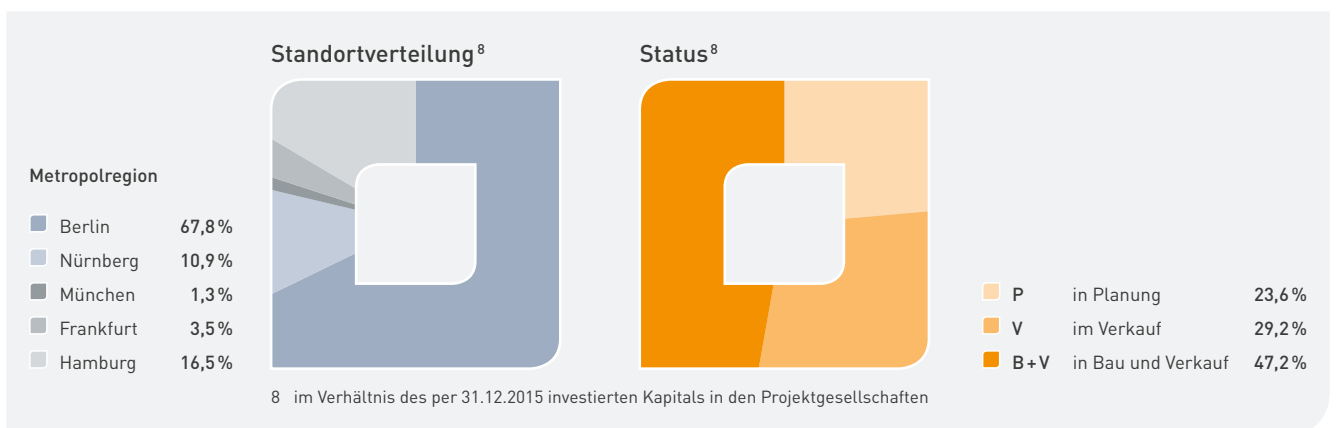 Standortverteilung 8
Status 8
Metropolregion
Berlin 67,8 %
Nürnberg 10,9 %
München 1,3 %
Frankfurt 3,5 %
Hamburg 16,5 %
P in Planung 23,6 %
V im Verkauf 29,2 %
B + V in Bau und Verkauf 47,2 %
8 im Verhältnis des per 31.12.2015 investierten Kapitals in den Projektgesellschaften